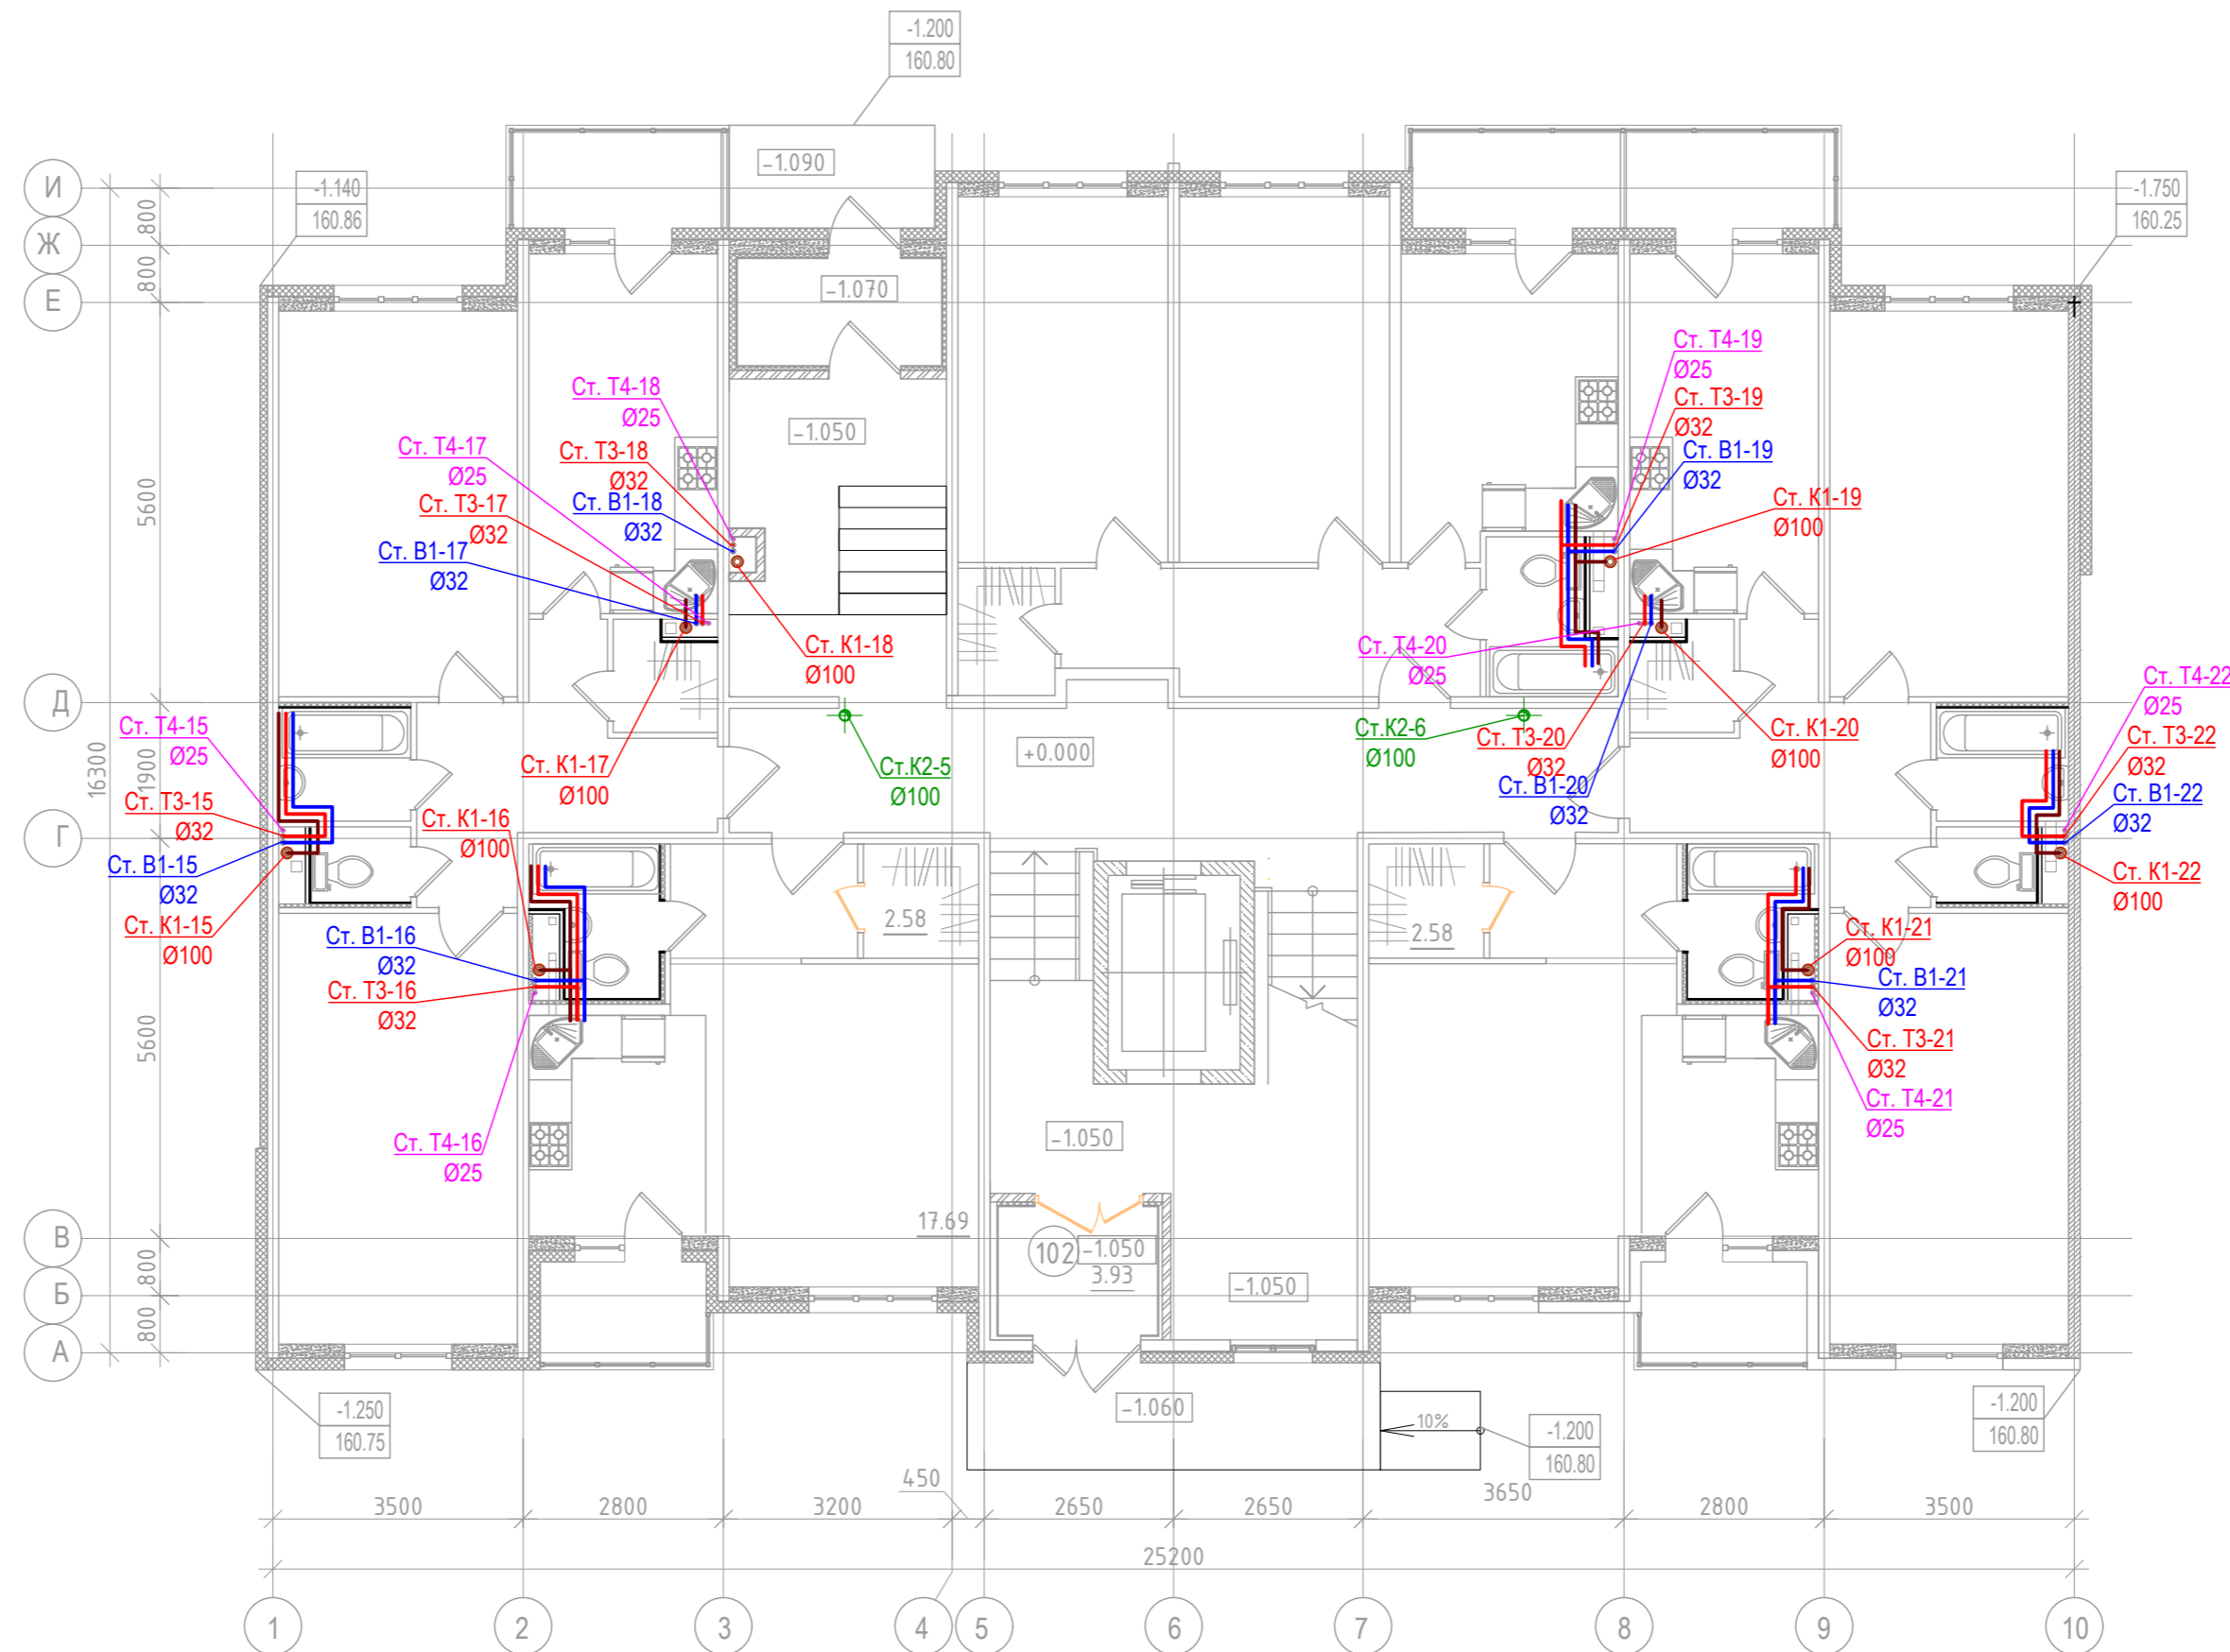 -1.200
160.80
-1.090
И
800
-1.140
160.86
-1.750
160.25
Ж
800
-1.070
Е
Ст. Т4-19
Ø25
Ст. Т4-18
Ø25
Ст. Т3-19
Ø32
-1.050
Ст. Т4-17
Ø25
Ст. Т3-18
Ø32
Ст. В1-19
Ø32
5600
Ст. Т3-17
Ø32
Ст. В1-18
Ø32
Ст. К1-19
Ø100
Ст. В1-17
Ø32
Ст. К1-18
Ø100
Ст. Т4-20
Ø25
Д
Ст. Т4-22
Ø25
Ст. Т4-15
Ø25
Ст.К2-6
Ø100
Ст. К1-20
Ø100
Ст. Т3-20
Ø32
Ст. Т3-22
Ø32
+0.000
16300
1900
Ст. К1-17
Ø100
Ст.К2-5
Ø100
Ст. В1-20
Ø32
Ст. В1-22
Ø32
Ст. Т3-15
Ø32
Г
Ст. К1-16
Ø100
Ст. В1-15
Ø32
Ст. К1-22
Ø100
2.58
2.58
Ст. К1-15
Ø100
Ст. В1-16
Ø32
Ст. К1-21
Ø100
Ст. Т3-16
Ø32
Ст. В1-21
Ø32
5600
Ст. Т3-21
Ø32
Ст. Т4-16
Ø25
-1.050
Ст. Т4-21
Ø25
В
17.69
102
-1.050
3.93
800
Б
-1.050
800
А
-1.250
160.75
-1.060
10%
-1.200
160.80
-1.200
160.80
450
3500
2800
3200
2650
2650
3650
2800
3500
25200
1
2
3
4
5
6
7
8
9
10